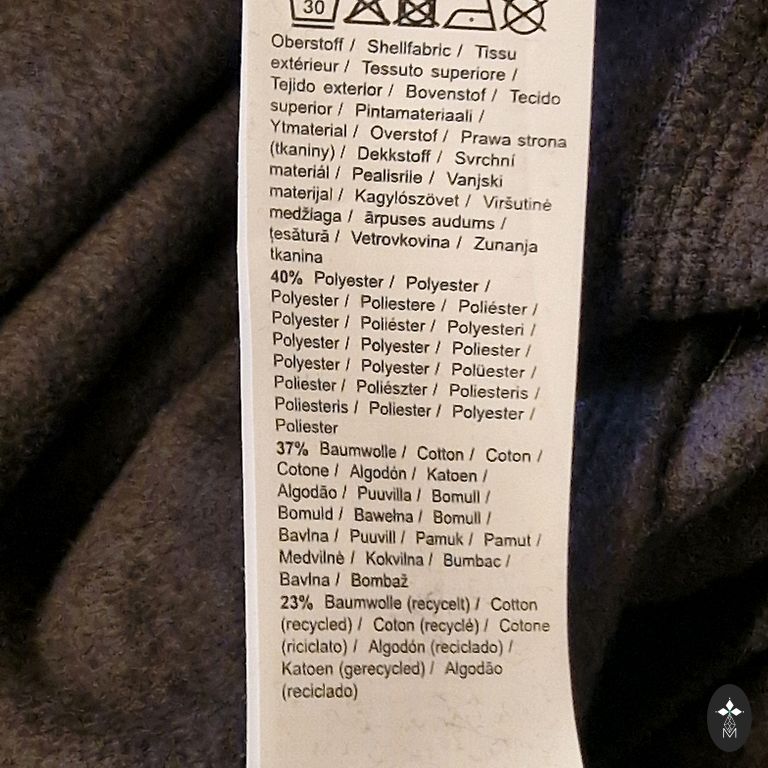 30
Oberstoff / Shellfabric / Tissu
extérieur / Tessuto superiore /
Tejido exterior / Bovenstof / Tecido
superior / Pintamateriaali /
Ytmaterial / Overstof / Prawa strona
(tkaniny) / Dekkstoff / Svrchní
materiál / Pealisriie / Vanjski
materijal / Kagylószövet / Viršutinė
medžiaga / ārpuses audums /
țesătură / Vetrovkovina / Zunanja
tkanina
40% Polyester / Polyester /
Polyester / Poliestere / Poliéster /
Polyester / Poliéster / Polyesteri /
Polyester / Polyester / Poliester /
Polyester / Polyester / Polüester /
Poliester / Poliészter / Poliesteris /
Poliesteris / Poliester / Polyester /
Poliester
37% Baumwolle / Cotton / Coton /
Cotone / Algodón / Katoen /
Algodão / Puuvilla / Bomull /
Bomuld / Bawełna / Bomull /
Bavlna / Puuvill / Pamuk / Pamut /
Medvilnė / Kokvilna / Bumbac /
Bavlna / Bombaž
23% Baumwolle (recycelt) / Cotton
(recycled) / Coton (recyclé) / Cotone
(riciclato) / Algodón (reciclado) /
Katoen (gerecycled) / Algodão
(reciclado)
M